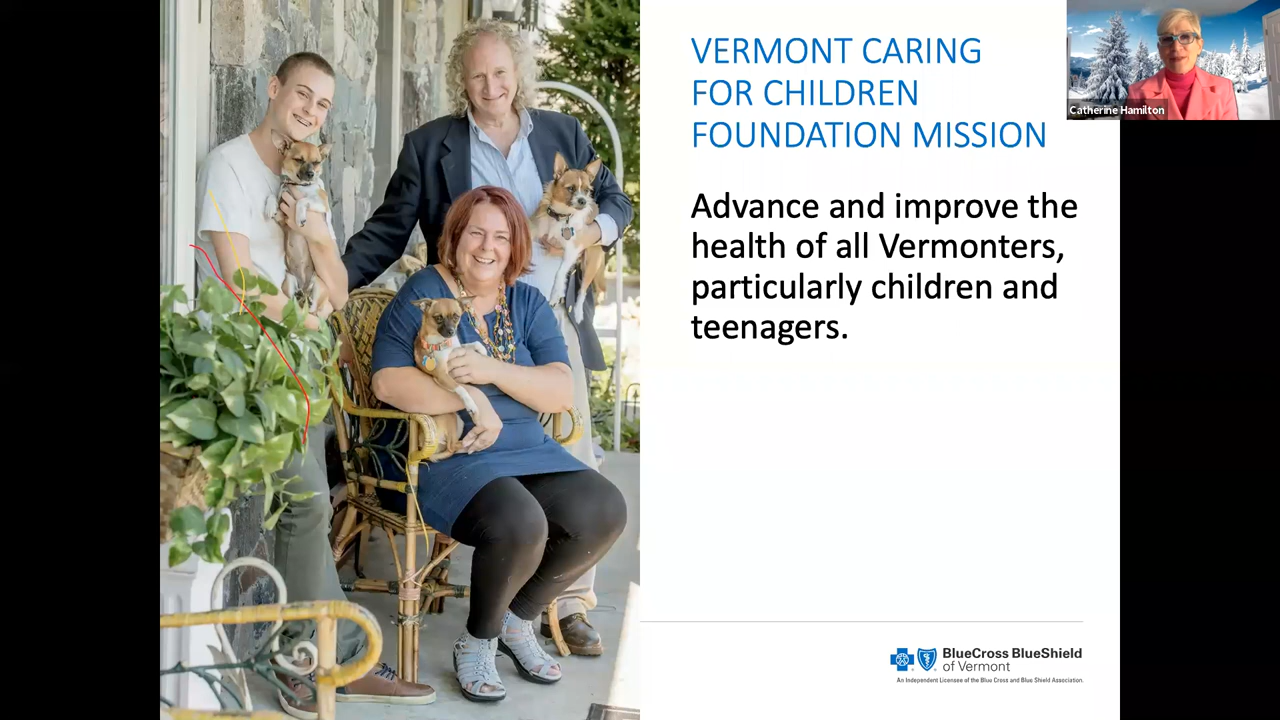 VERMONT CARING
FOR CHILDREN
FOUNDATION MISSION
Catherine Hamilton
Advance and improve the
health of all Vermonters,
particularly children and
teenagers.
BlueCross BlueShield
of Vermont
An Independent Licensee of the Blue Cross and Blue Shield Association.